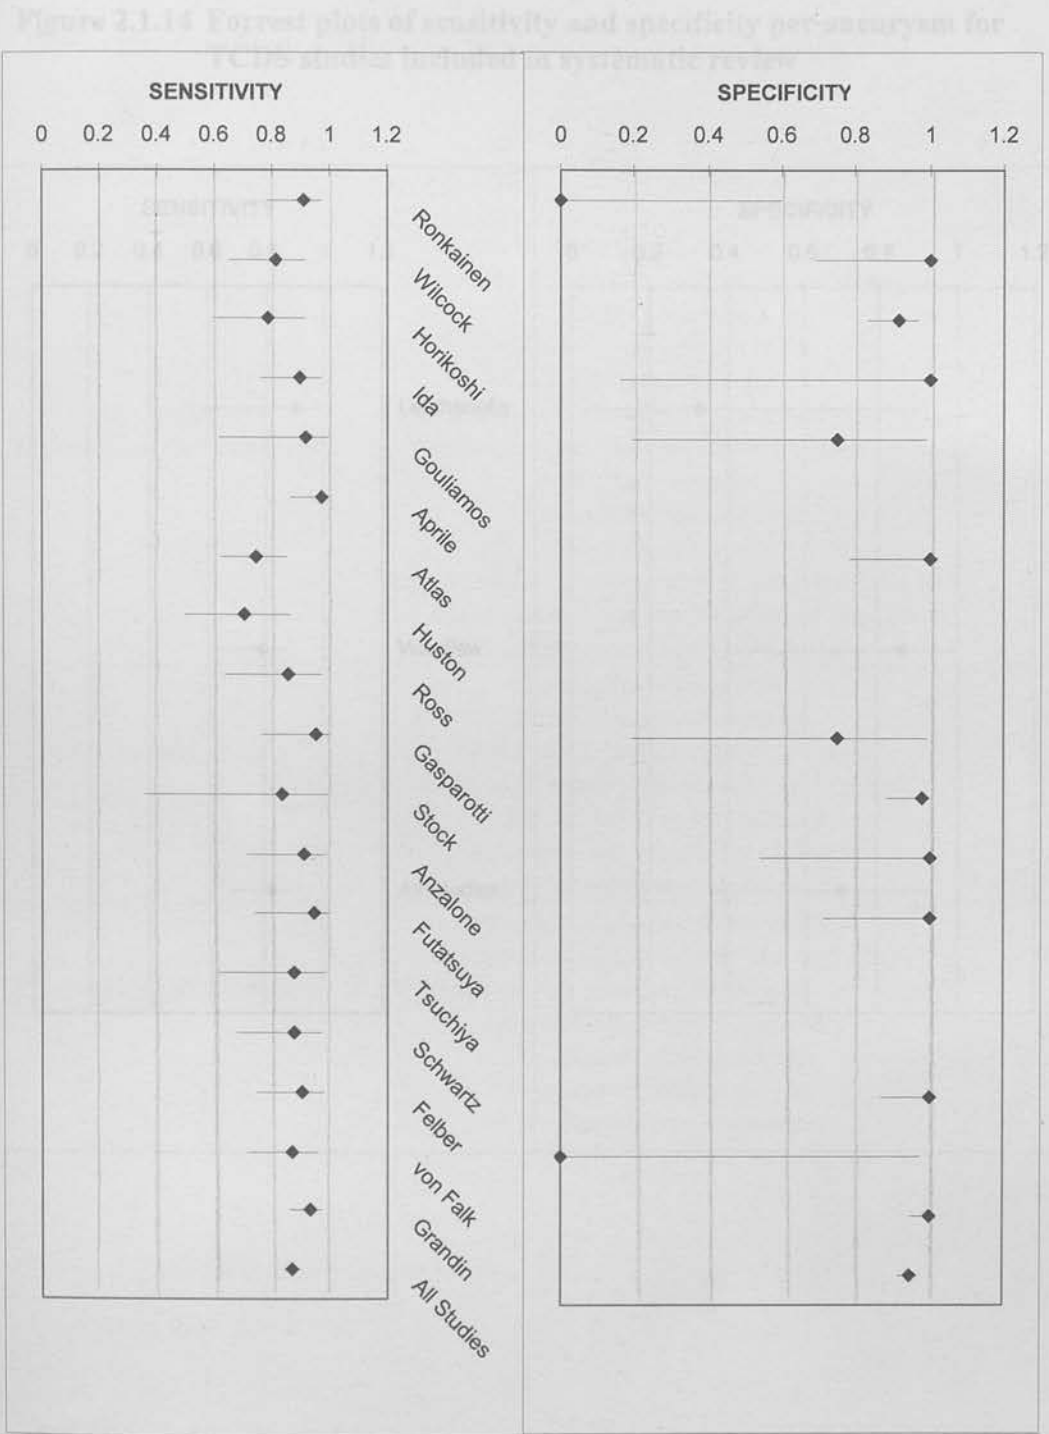 Figure 2.1.14 Forrest plots of sensitivity and specificity per-aneurysm for
TCDS studies included in systematic review
SENSITIVITY
0 0.2 0.4 0.6 0.8 1 1.2
SPECIFICITY
0 0.2 0.4 0.6 0.8 1 1.2
SENSITIVITY
SPECIFICITY
Ronkainen
Wilcock
Horikoshi
Ida
Gouliamos
Aprile
Atlas
Huston
Ross
Gasparotti
Stock
Anzalone
Futatsuya
Tsuchiya
Schwartz
Felber
von Falk
Grandin
All Studies